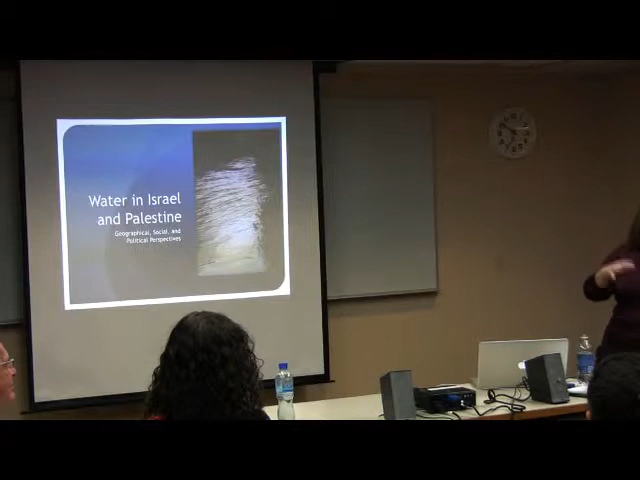 Water in Israel
and Palestine
Geographical, Social, and
Political Perspectives